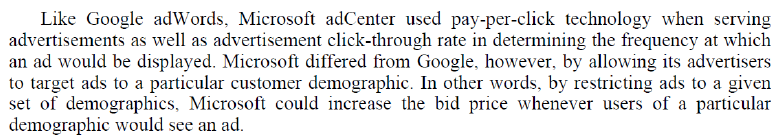 Like Google adWords, Microsoft adCenter used pay-per-click technology when serving
advertisements as well as advertisement click-through rate in determining the frequency at which
an ad would be displayed. Microsoft differed from Google, however, by allowing its advertisers
to target ads to a particular customer demographic. In other words, by restricting ads to a given
set of demographics, Microsoft could increase the bid price whenever users of a particular
demographic would see an ad.